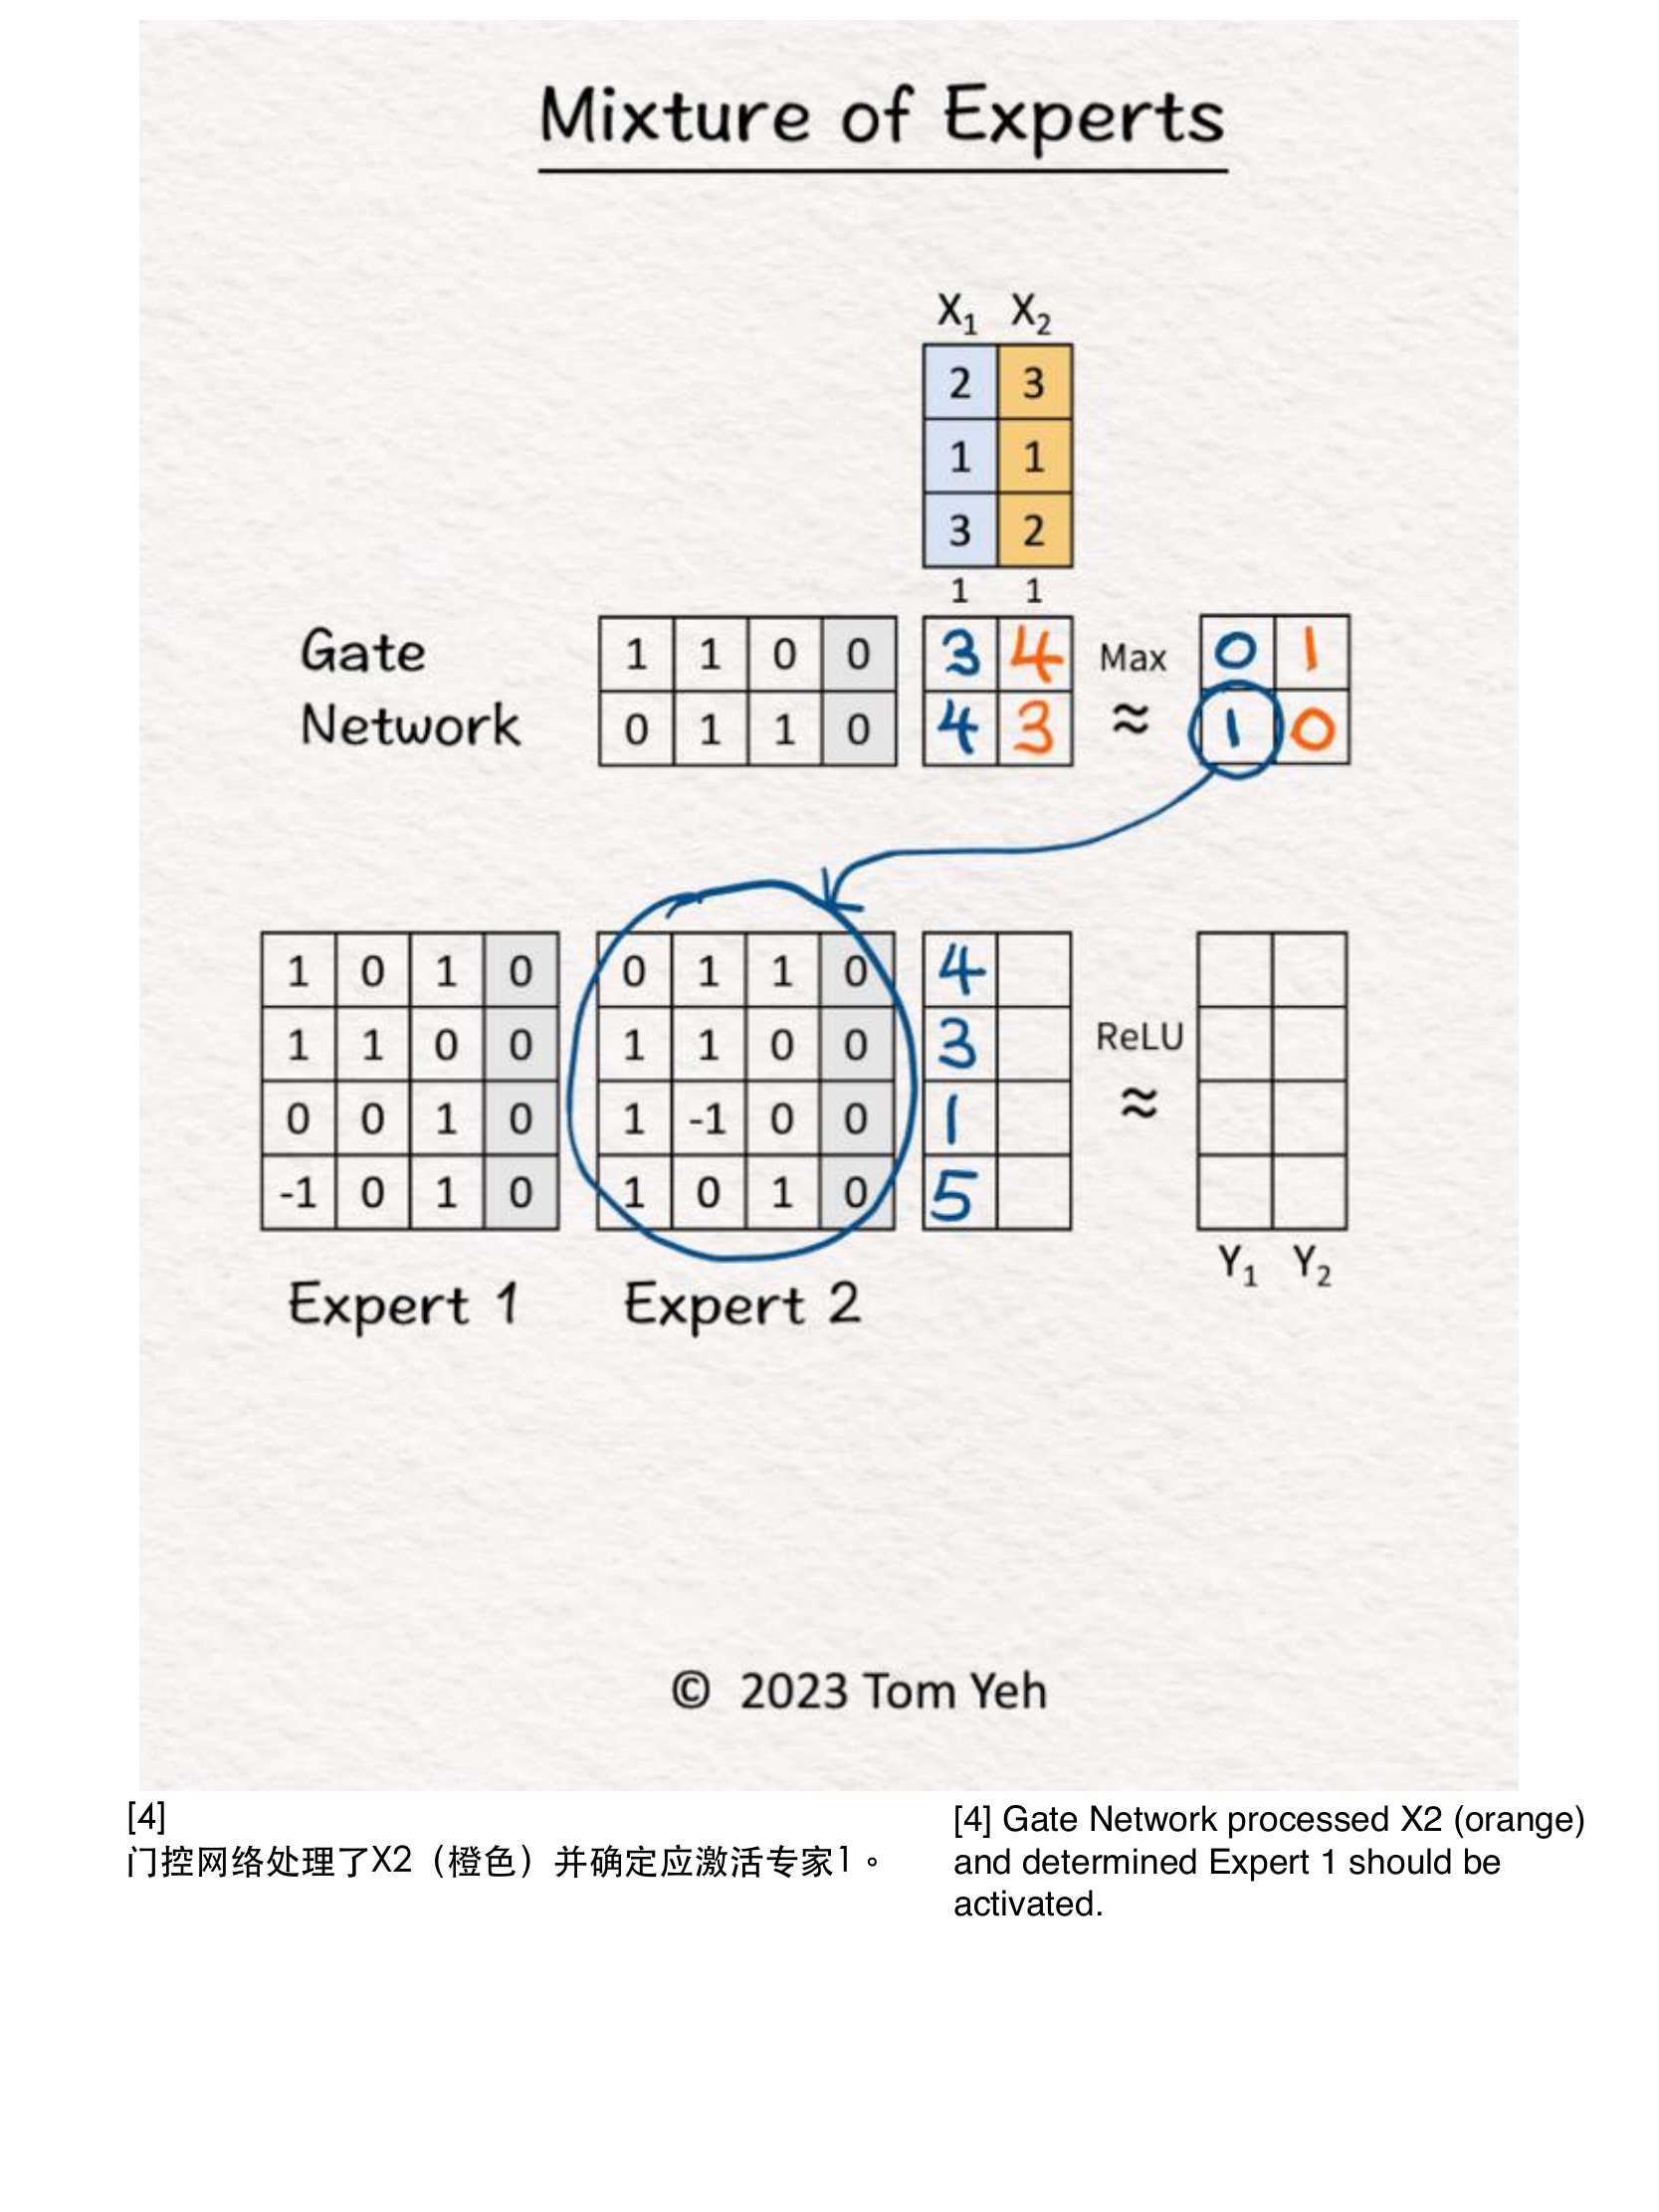 Mixture of Experts
X1 X2
2 3
1 1
3 2
1 1
Gate
Network
1 1 0 0 3 4 Max 0 1
0 1 1 0 4 3 ≈ 1 0
1 0 1 0 0 1 1 0 4
1 1 0 0 1 1 0 0 3 ReLU
0 0 1 0 1 -1 0 0 1 ≈
-1 0 1 0 1 0 1 0 5
Y1 Y2
Expert 1 Expert 2
© 2023 Tom Yeh
[4]
门控网络处理了X2（橙色）并确定应激活专家1。
[4] Gate Network processed X2 (orange)
and determined Expert 1 should be
activated.